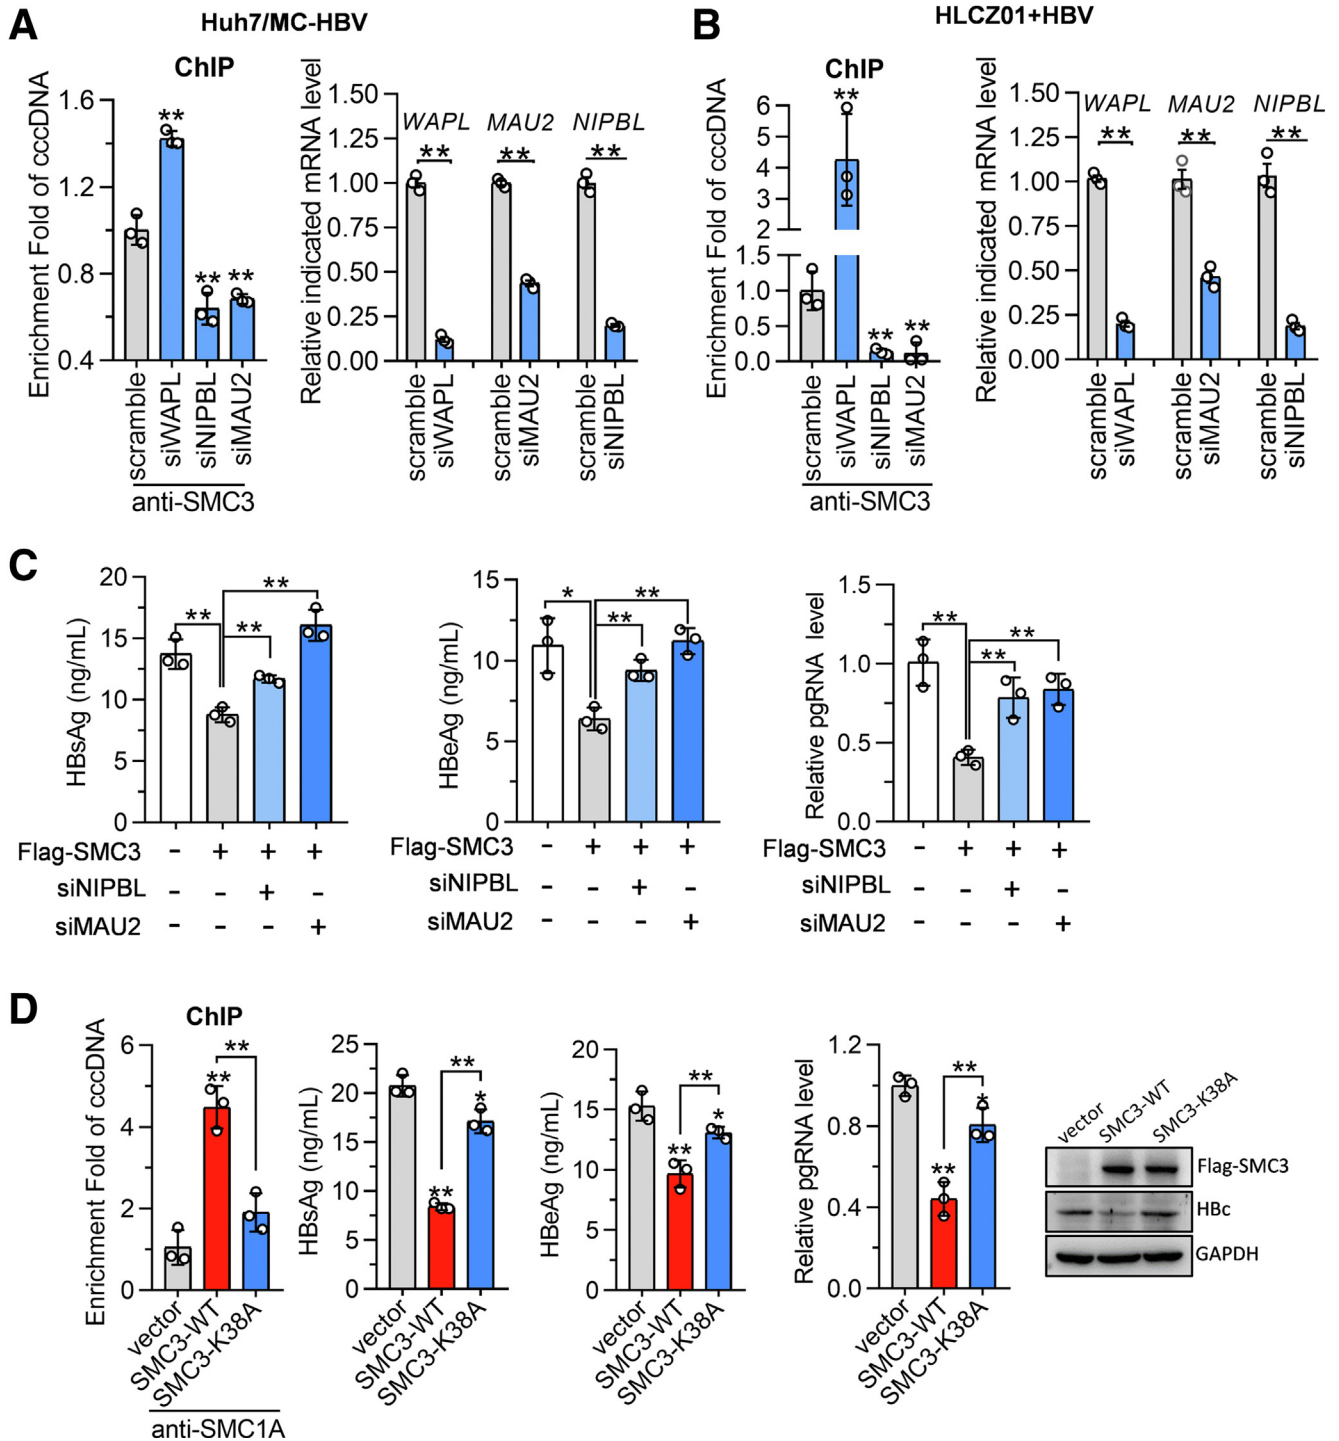 A
Huh7/MC-HBV
ChIP
Enrichment Fold of cccDNA
1.6
1.2
0.8
0.4
**
**
**
scramble
siWAPL
siNIPBL
siMAU2
anti-SMC3
Relative indicated mRNA level
1.50
1.25
1.00
0.75
0.50
0.25
0.00
WAPL
MAU2
NIPBL
**
**
**
scramble
siWAPL
scramble
siMAU2
scramble
siNIPBL
B
HLCZ01+HBV
ChIP
Enrichment Fold of cccDNA
6
5
4
3
2
1.5
1.0
0.5
0.0
**
**
**
scramble
siWAPL
siNIPBL
siMAU2
anti-SMC3
Relative indicated mRNA level
1.50
1.25
1.00
0.75
0.50
0.25
0.00
WAPL
MAU2
NIPBL
**
**
**
scramble
siWAPL
scramble
siMAU2
scramble
siNIPBL
C
HBsAg (ng/mL)
20
15
10
5
0
**
**
**
Flag-SMC3 - + + +
siNIPBL - - + -
siMAU2 - - - +
HBeAg (ng/mL)
15
10
5
0
*
**
**
Flag-SMC3 - + + +
siNIPBL - - + -
siMAU2 - - - +
Relative pgRNA level
1.5
1.0
0.5
0.0
**
**
**
Flag-SMC3 - + + +
siNIPBL - - + -
siMAU2 - - - +
D
ChIP
Enrichment Fold of cccDNA
6
4
2
0
**
**
vector
SMC3-WT
SMC3-K38A
anti-SMC1A
HBsAg (ng/mL)
25
20
15
10
5
0
**
**
*
vector
SMC3-WT
SMC3-K38A
HBeAg (ng/mL)
20
15
10
5
0
**
**
*
vector
SMC3-WT
SMC3-K38A
Relative pgRNA level
1.2
0.8
0.4
0.0
**
**
*
vector
SMC3-WT
SMC3-K38A
vector
SMC3-WT
SMC3-K38A
Flag-SMC3
HBc
GAPDH